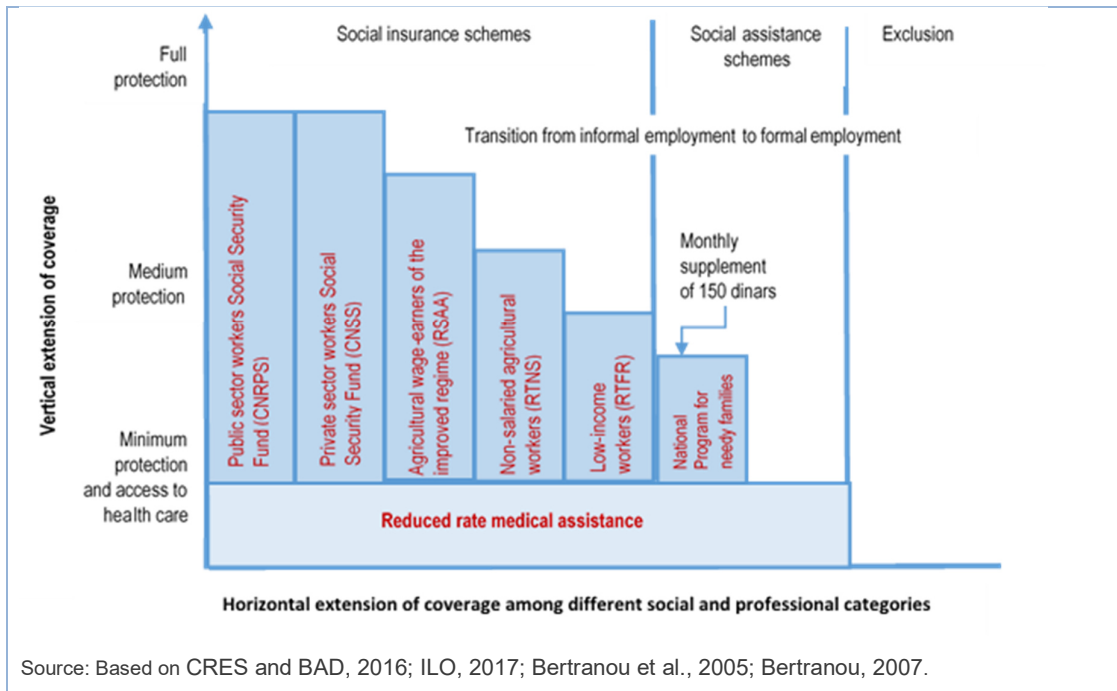 Social insurance schemes
Social assistance
schemes
Exclusion
Full
protection
Transition from informal employment to formal employment
Vertical extension of coverage
Medium
protection
Monthly
supplement
of 150 dinars
Public sector workers Social Security
Fund (CNRPS)
Private sector workers Social
Security Fund (CNSS)
Agricultural wage-earners of the
improved regime (RSAA)
Non-salaried agricultural
workers (RTNS)
Low-income
workers (RTFR)
National
Program for
needy families
Minimum
protection
and access to
health care
Reduced rate medical assistance
Horizontal extension of coverage among different social and professional categories
Source: Based on CRES and BAD, 2016; ILO, 2017; Bertranou et al., 2005; Bertranou, 2007.